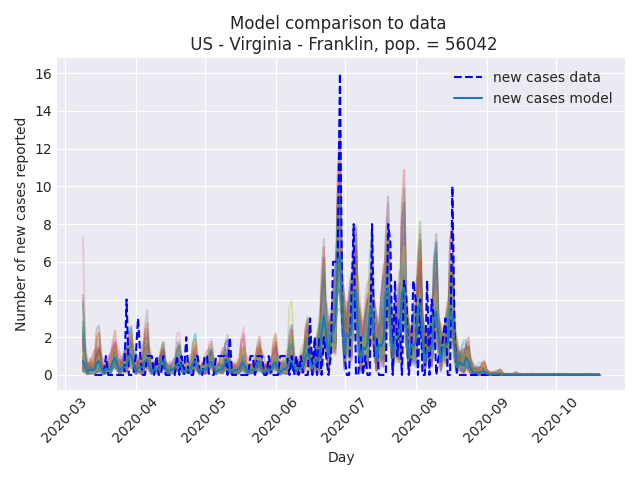 Model comparison to data
US - Virginia - Franklin, pop. = 56042
new cases data
new cases model
Number of new cases reported
16
14
12
10
8
6
4
2
0
2020-03
2020-04
2020-05
2020-06
2020-07
2020-08
2020-09
2020-10
Day